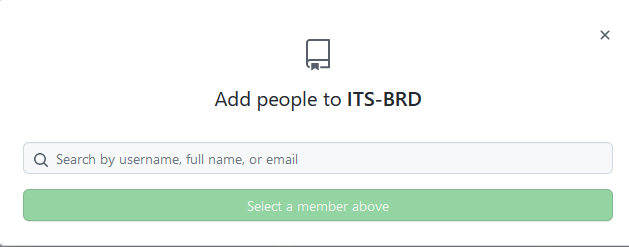 Add people to ITS-BRD
Search by username, full name, or email
Select a member above